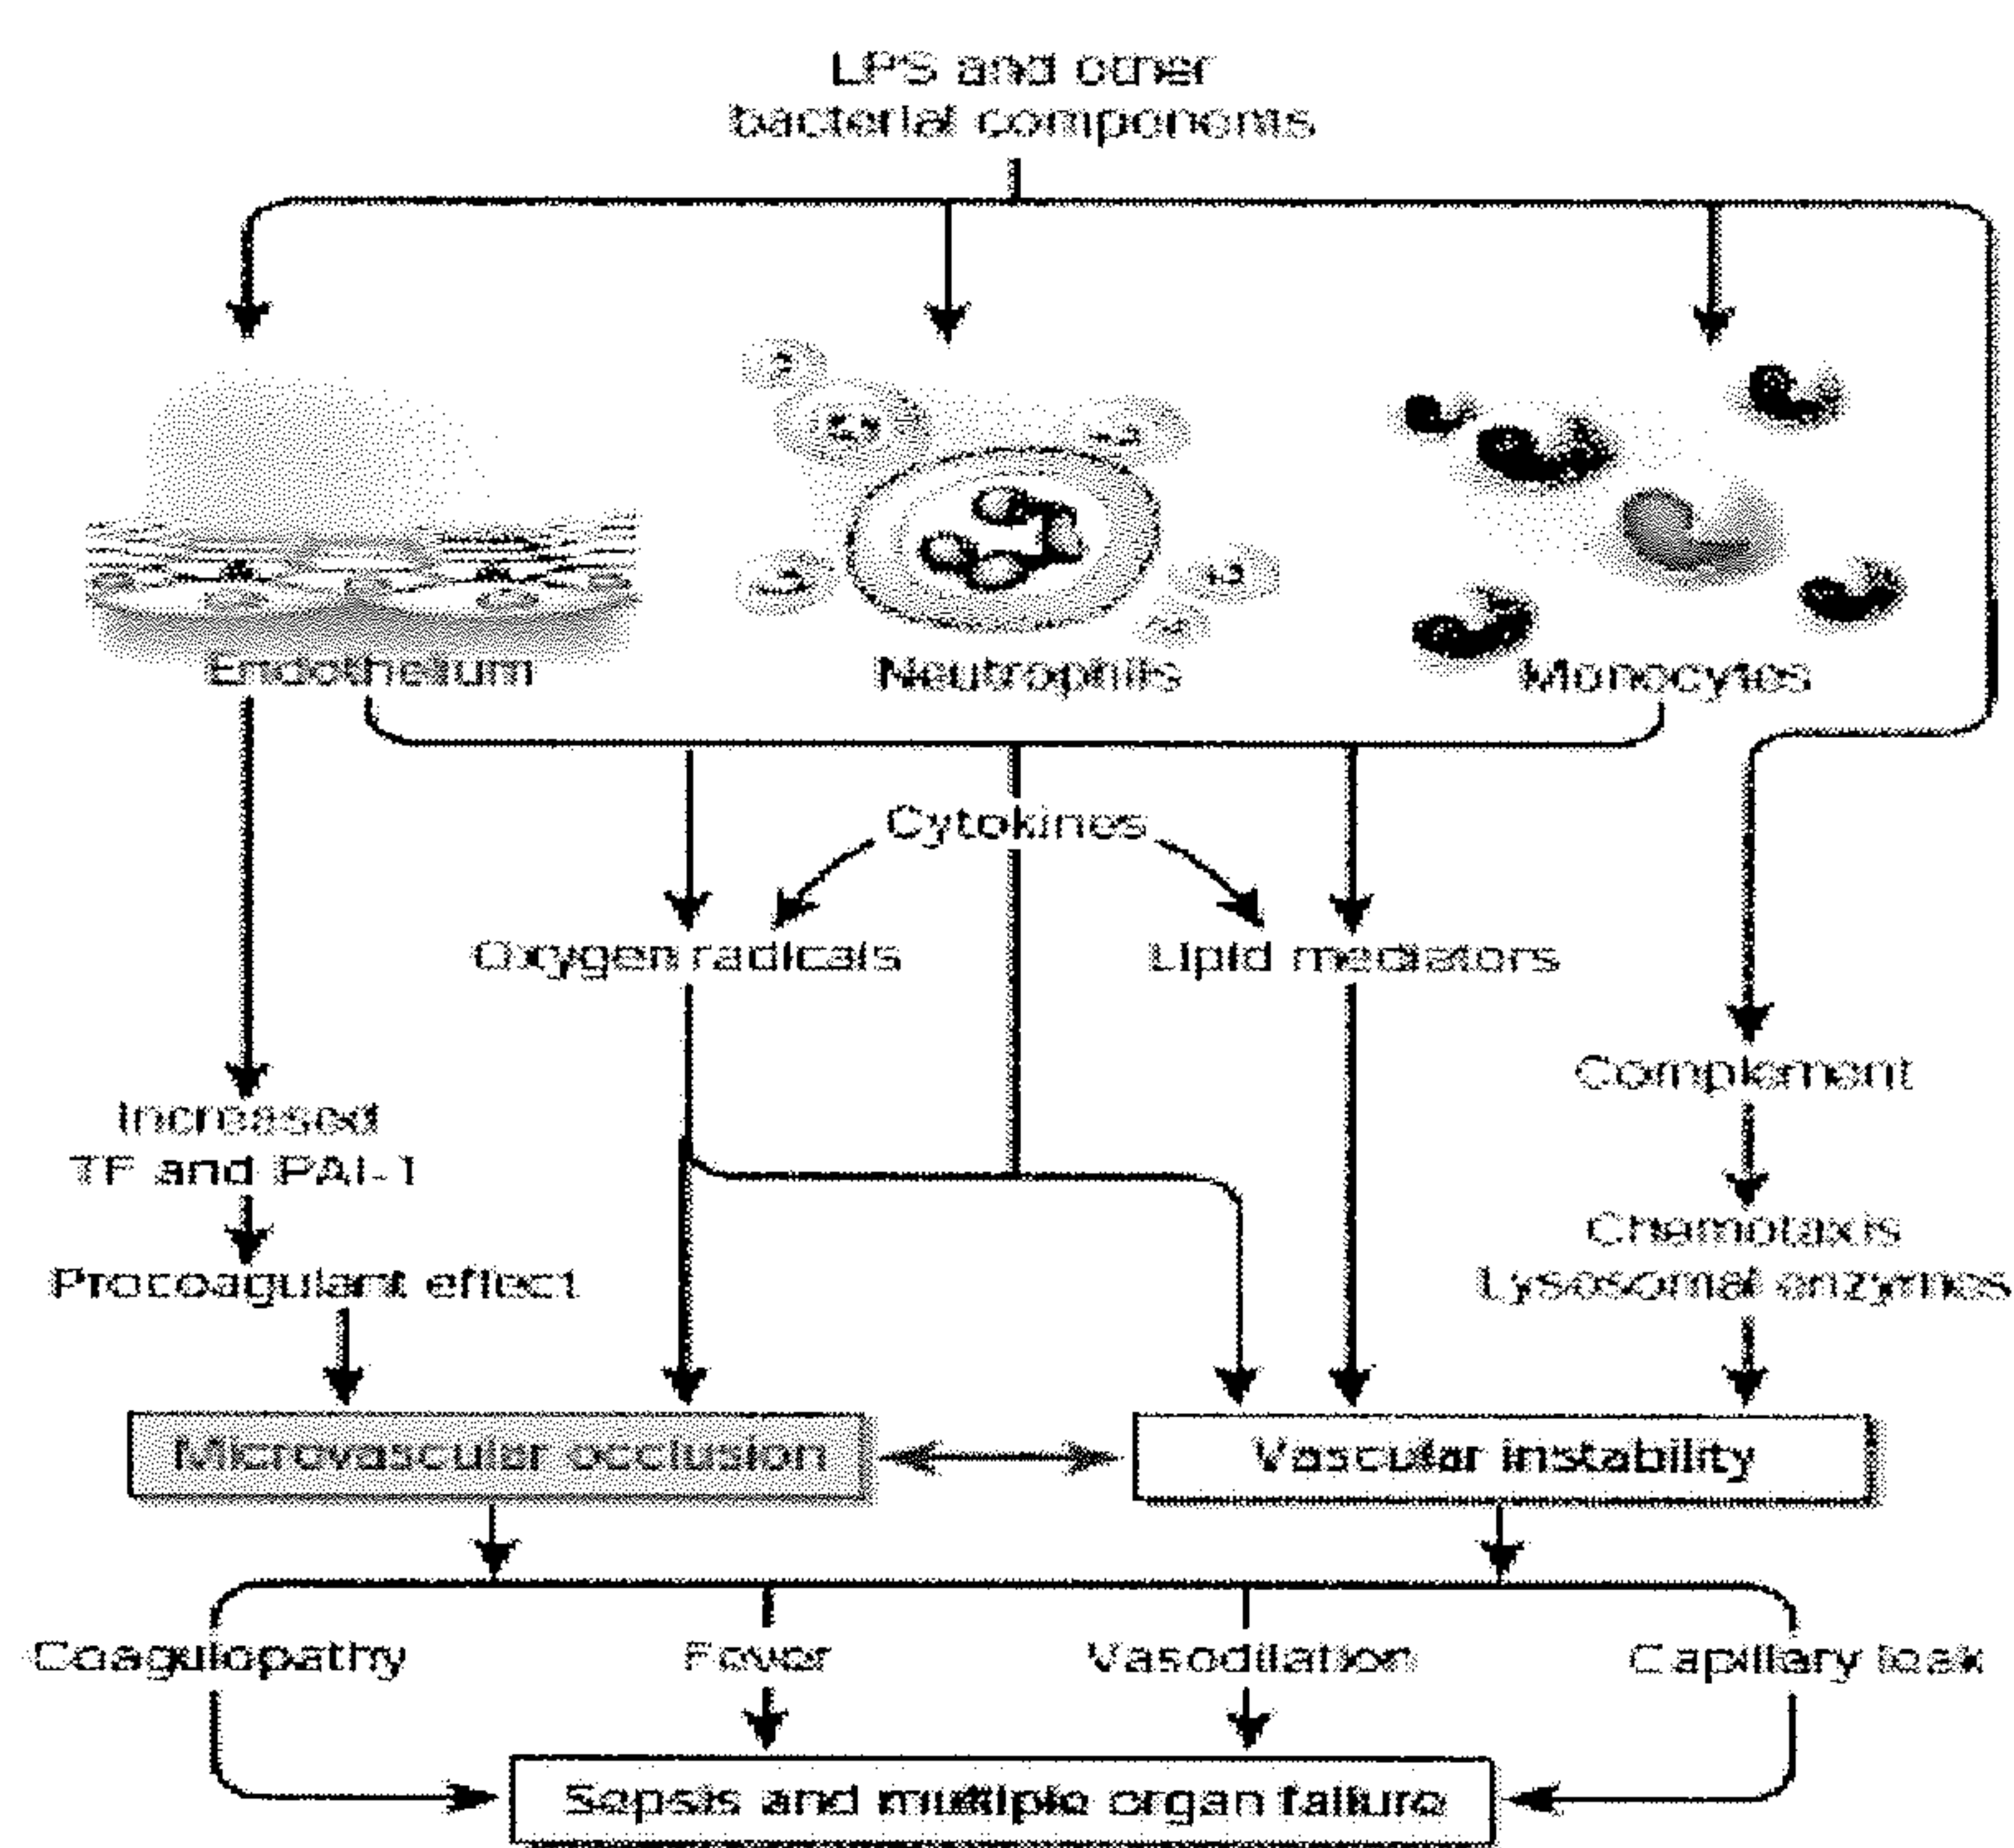 LPS and other
bacterial components
Endothelium
Neutrophils
Monocytes
Cytokines
Oxygen radicals
Lipid mediators
Complement
Increased
TF and PAI-1
Chemotaxis
Procoagulant effect
Lysosomal enzymes
Microvascular occlusion
Vascular instability
Coagulopathy
Fever
Vasodilation
Capillary leak
Sepsis and multiple organ failure